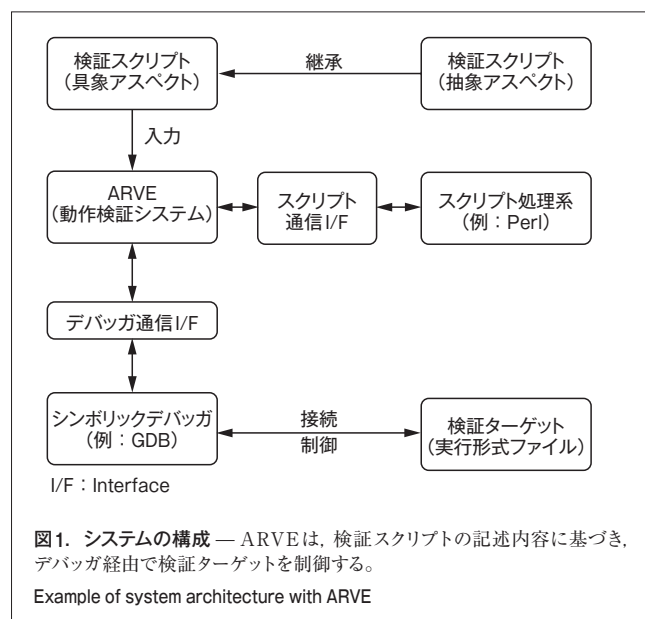 検証スクリプト
(具象アスペクト)
継承
検証スクリプト
(抽象アスペクト)
入力
ARVE
(動作検証システム)
スクリプト
通信I/F
スクリプト処理系
(例：Perl)
デバッガ通信I/F
シンボリックデバッガ
(例：GDB)
接続
制御
検証ターゲット
(実行形式ファイル)
I/F：Interface
図1. システムの構成 — ARVEは，検証スクリプトの記述内容に基づき，
デバッガ経由で検証ターゲットを制御する。
Example of system architecture with ARVE